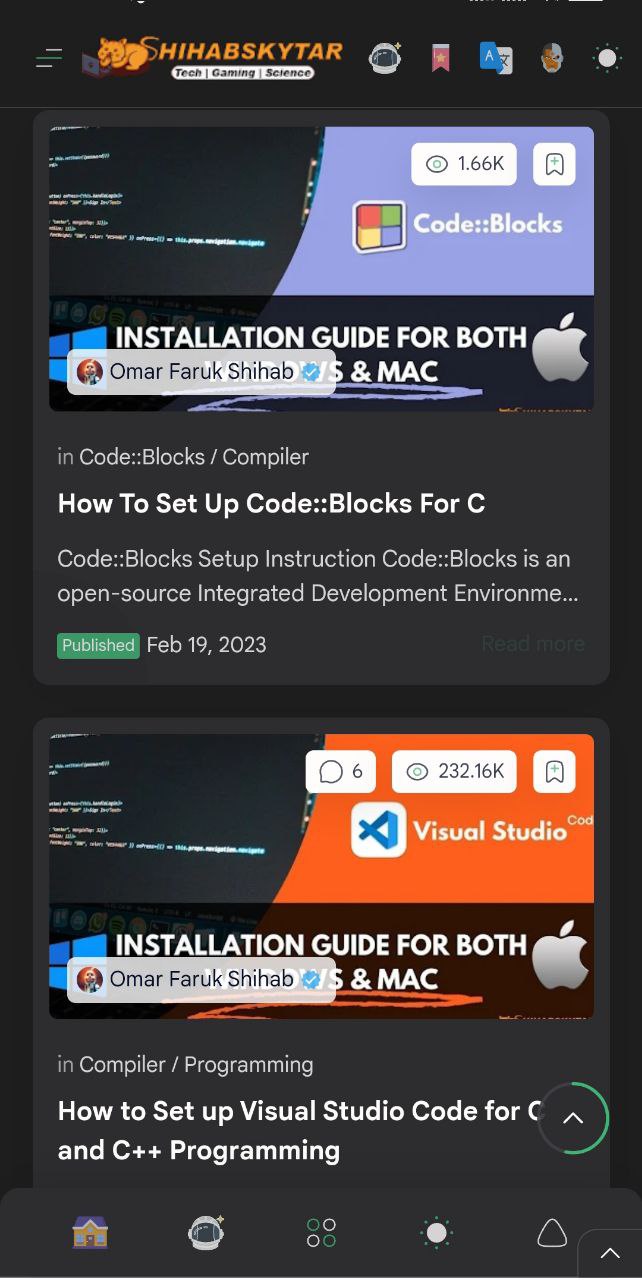 SHIHABSKYTAR
Tech | Gaming | Science
1.66K
Code::Blocks
INSTALLATION GUIDE FOR BOTH
S & MAC
Omar Faruk Shihab
in Code::Blocks / Compiler
How To Set Up Code::Blocks For C
Code::Blocks Setup Instruction Code::Blocks is an
open-source Integrated Development Environme...
Published Feb 19, 2023
Read more
6
232.16K
Visual Studio Cod
INSTALLATION GUIDE FOR BOTH
S & MAC
Omar Faruk Shihab
in Compiler / Programming
How to Set up Visual Studio Code for C
and C++ Programming